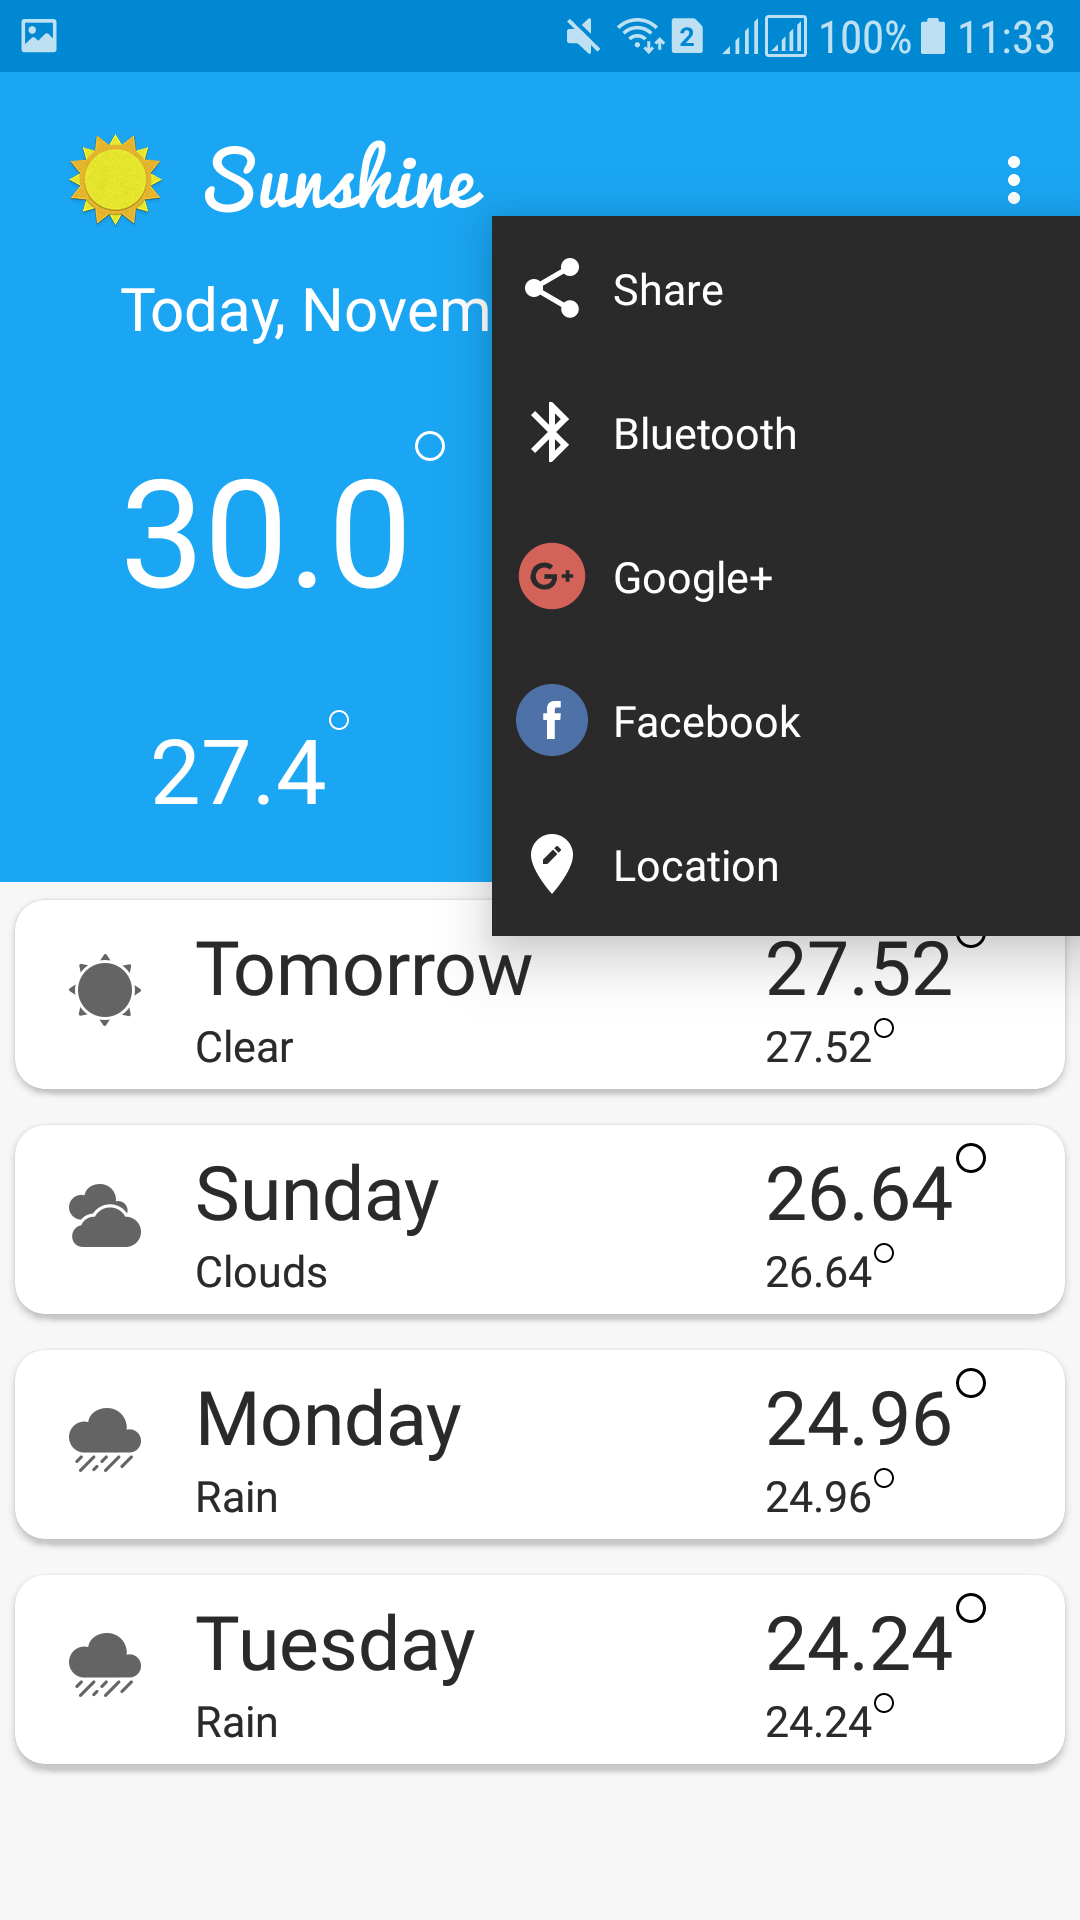 2 100% 11:33
Sunshine
Share
Today, Novem
Bluetooth
30.0°
G+ Google+
f Facebook
27.4°
Location
Tomorrow 27.52°
Clear 27.52°
Sunday 26.64°
Clouds 26.64°
Monday 24.96°
Rain 24.96°
Tuesday 24.24°
Rain 24.24°